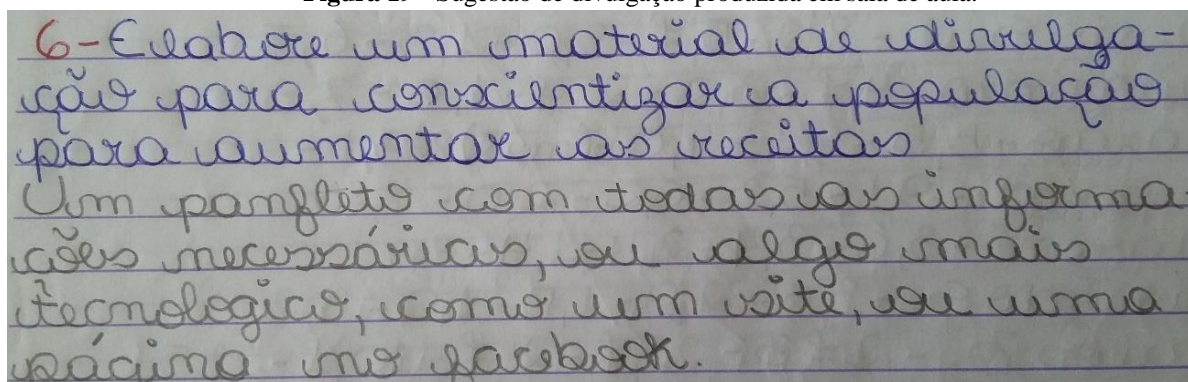 Figura 19 - Sugestão de divulgação produzida em sala de aula.
6-Elabore um material de divulga-
ção para conscientizar a população
para aumentar as receitas
Um panfleto com todas as informa
ções necessárias, ou algo mais
tecnologico, como um site, ou uma
página no facebook.